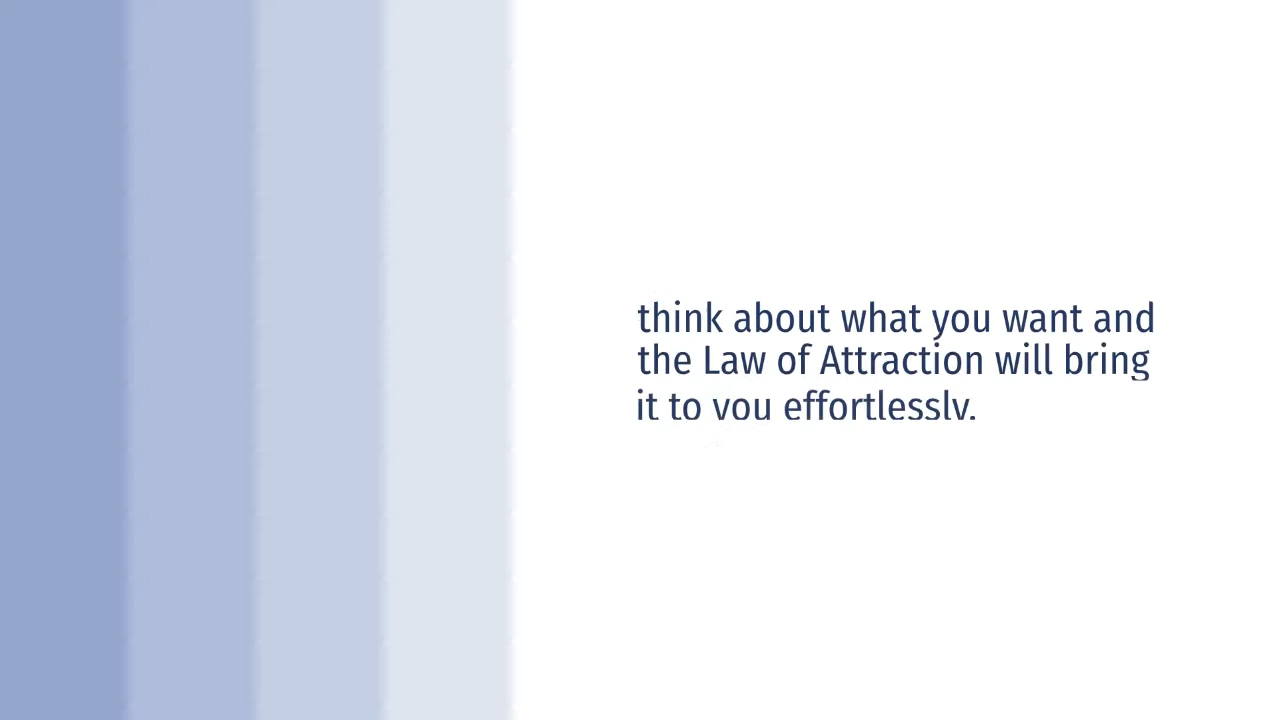 think about what you want and
the Law of Attraction will bring
it to you effortlessly.